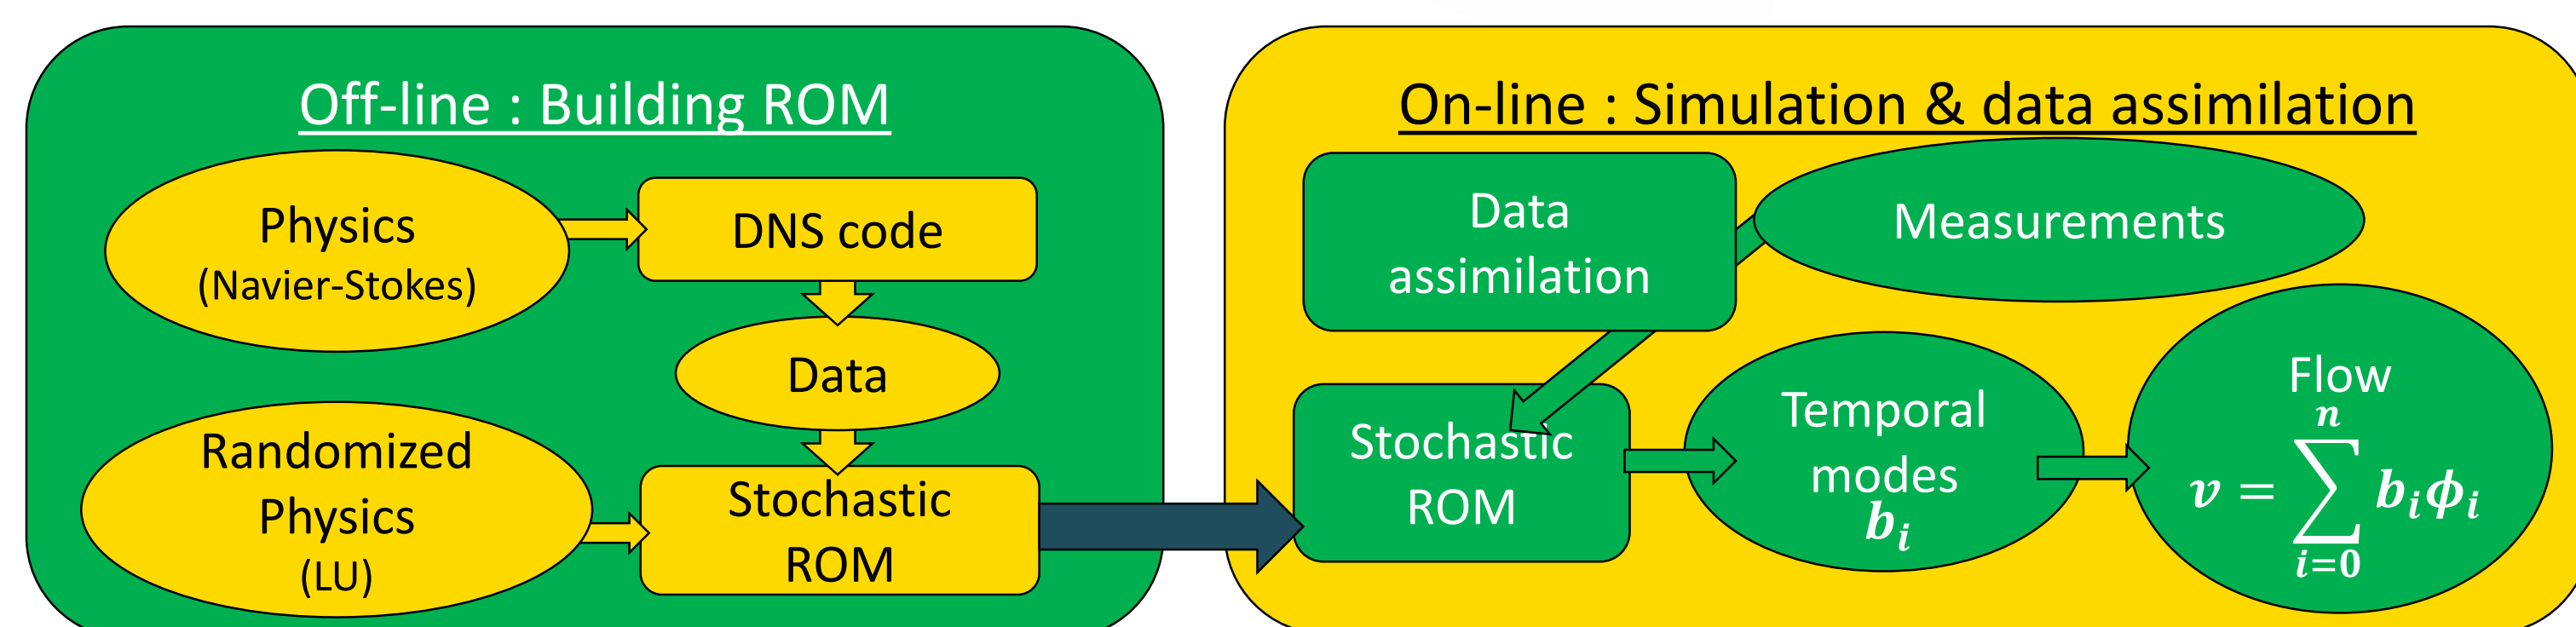 Off-line : Building ROM
Physics
(Navier-Stokes)
DNS code
Data
Randomized
Physics
(LU)
Stochastic
ROM
On-line : Simulation & data assimilation
Data
assimilation
Measurements
Stochastic
ROM
Temporal
modes
b_i
Flow
v = \sum_{i=0}^{n} b_i ϕ_i